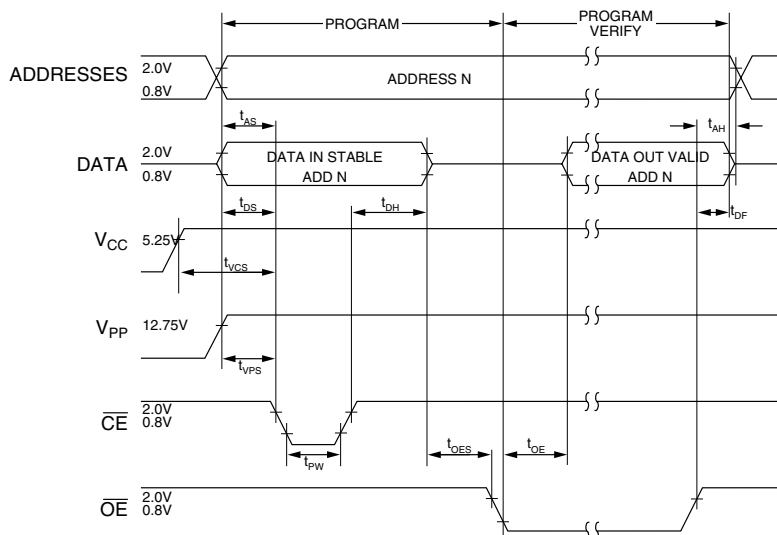 PROGRAM
PROGRAM
VERIFY
ADDRESSES
2.0V
0.8V
ADDRESS N
tAS
tAH
DATA
2.0V
0.8V
DATA IN STABLE
ADD N
DATA OUT VALID
ADD N
tDS
tDH
tDF
VCC
5.25V
tVCS
VPP
12.75V
tVPS
CE
2.0V
0.8V
tPW
tOES
tOE
OE
2.0V
0.8V